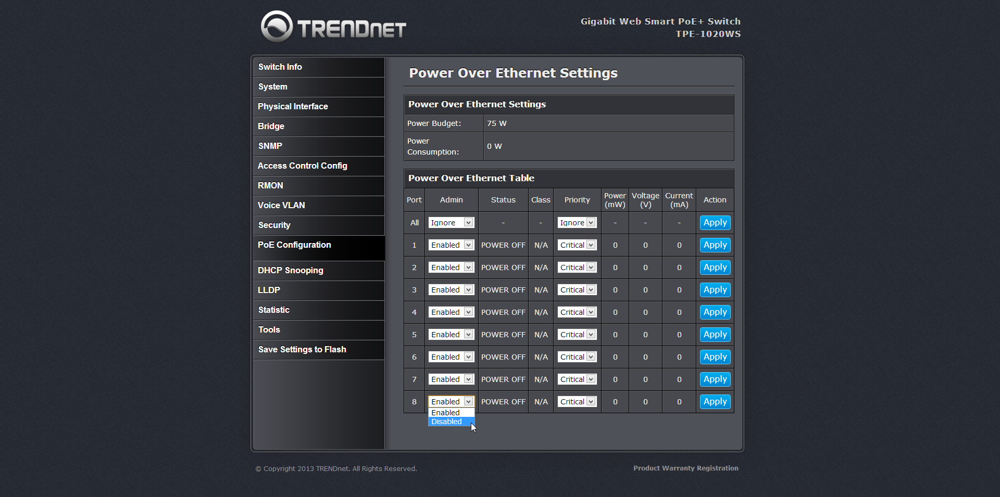 TRENDNET
Gigabit Web Smart PoE+ Switch
TPE-1020WS
Switch Info
System
Physical Interface
Bridge
SNMP
Access Control Config
RMON
Voice VLAN
Security
PoE Configuration
DHCP Snooping
LLDP
Statistic
Tools
Save Settings to Flash
Power Over Ethernet Settings
Power Over Ethernet Settings
Power Budget: 75 W
Power
Consumption: 0 W
Power Over Ethernet Table
Port Admin Status Class Priority Power (mW) Voltage (V) Current (mA) Action
All Ignore - - Ignore - - - Apply
1 Enabled POWER OFF N/A Critical 0 0 0 Apply
2 Enabled POWER OFF N/A Critical 0 0 0 Apply
3 Enabled POWER OFF N/A Critical 0 0 0 Apply
4 Enabled POWER OFF N/A Critical 0 0 0 Apply
5 Enabled POWER OFF N/A Critical 0 0 0 Apply
6 Enabled POWER OFF N/A Critical 0 0 0 Apply
7 Enabled POWER OFF N/A Critical 0 0 0 Apply
8 Enabled POWER OFF N/A Critical 0 0 0 Apply
Enabled
Disabled
© Copyright 2013 TRENDnet. All Rights Reserved.
Product Warranty Registration